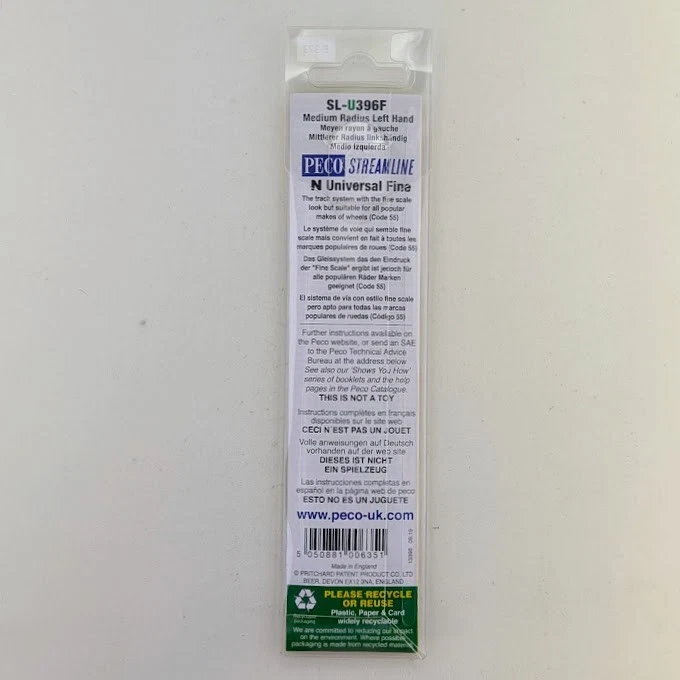 SL-U396F
Medium Radius Left Hand
Moyen rayon à gauche
Mittlerer Radius linkshändig
Medio izquierda
PECO STREAMLINE
N Universal Fine
The track system with the fine scale
look but suitable for all popular
makes of wheels (Code 55)
Le système de voie qui semble fine
scale mais convient en fait à toutes les
marques populaires de roues (Code 55)
Das Gleissystem das den Eindruck
der "Fine Scale" ergibt ist jedoch für
alle populären Räder Marken
geeignet (Code 55)
El sistema de vía con estilo fine scale
pero apto para todas las marcas
populares de ruedas (Código 55)
Further instructions available on
the Peco website, or send an SAE
to the Peco Technical Advice
Bureau at the address below
See also our 'Shows You How'
series of booklets and the help
pages in the Peco Catalogue.
THIS IS NOT A TOY
Instructions complètes en français
disponibles sur le site web
CECI N'EST PAS UN JOUET
Volle anweisungen auf Deutsch
vorhanden auf der web site
DIESES IST NICHT
EIN SPIELZEUG
Las instrucciones completas en
español en la página web de peco
ESTO NO ES UN JUGUETE
www.peco-uk.com
5 050881 006351
Made in England
© PRITCHARD PATENT PRODUCT CO. LTD
BEER, DEVON EX12 3NA, ENGLAND
PLEASE RECYCLE
OR REUSE
Plastic, Paper & Card
widely recyclable
We are committed to reducing our impact
on the environment. Where possible
packaging is made from recycled material